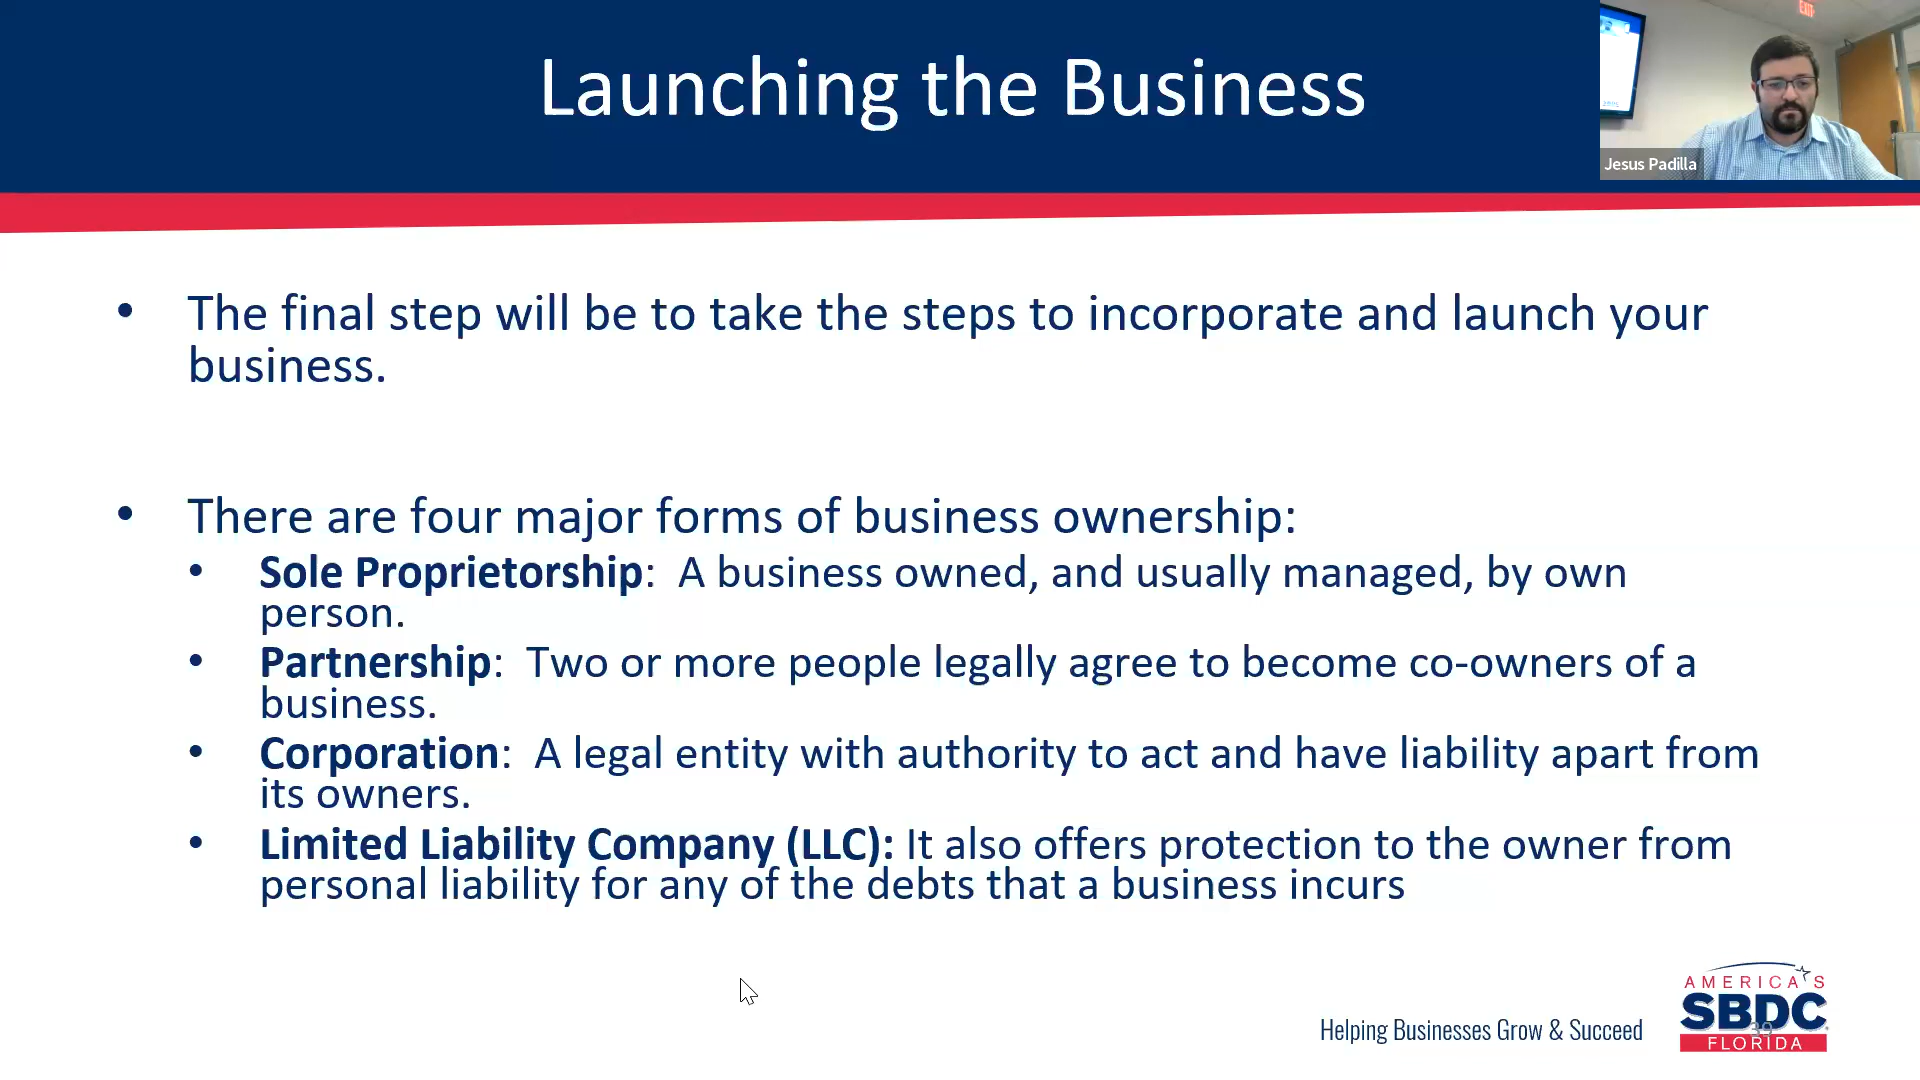 Launching the Business
EXIT
Jesus Padilla
• The final step will be to take the steps to incorporate and launch your
business.
• There are four major forms of business ownership:
• Sole Proprietorship: A business owned, and usually managed, by own
person.
• Partnership: Two or more people legally agree to become co-owners of a
business.
• Corporation: A legal entity with authority to act and have liability apart from
its owners.
• Limited Liability Company (LLC): It also offers protection to the owner from
personal liability for any of the debts that a business incurs
Helping Businesses Grow & Succeed
AMERICA'S
SBDC
39
FLORIDA